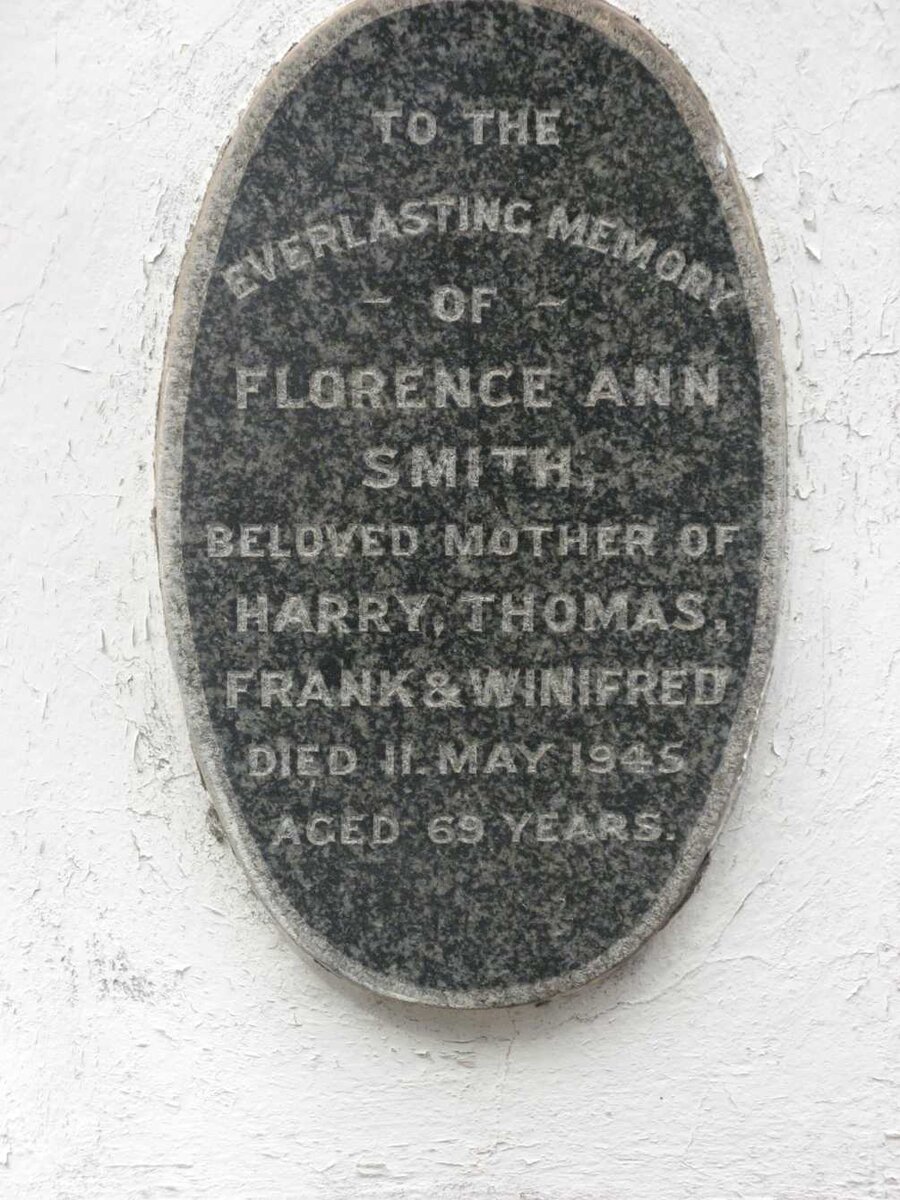 TO THE
EVERLASTING MEMORY
- OF -
FLORENCE ANN
SMITH,
BELOVED MOTHER OF
HARRY, THOMAS,
FRANK & WINIFRED
DIED 11. MAY 1945
AGED 69 YEARS.